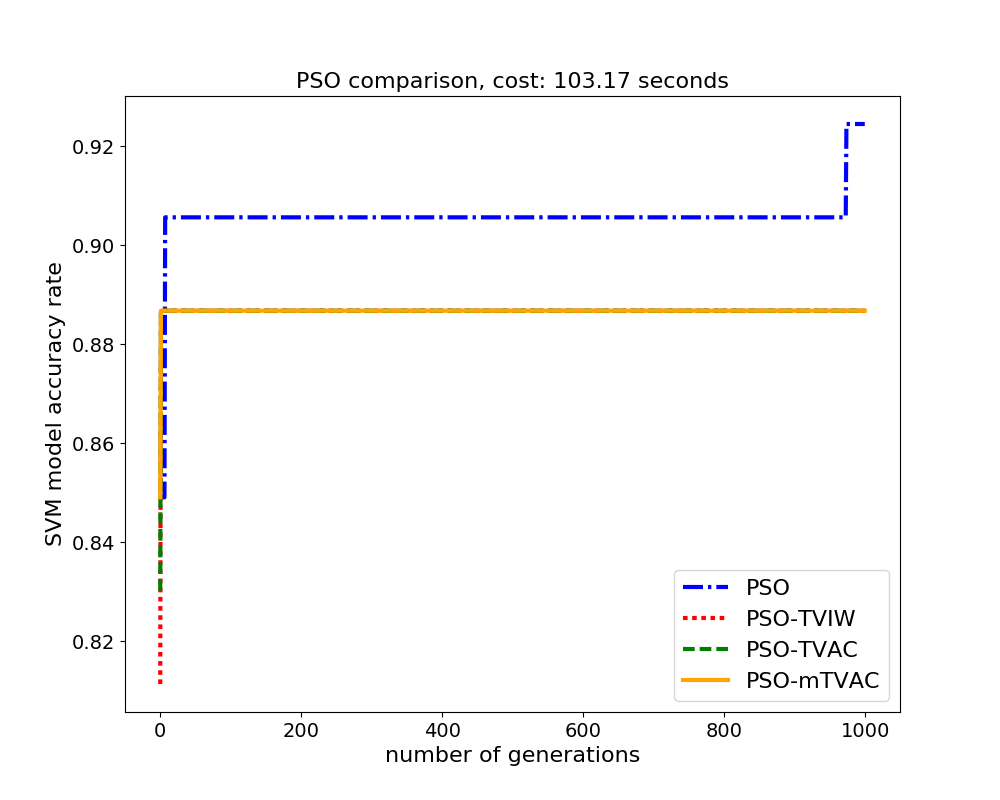 PSO comparison, cost: 103.17 seconds
SVM model accuracy rate
0.92
0.90
0.88
0.86
0.84
0.82
0 200 400 600 800 1000
number of generations
PSO
PSO-TVIW
PSO-TVAC
PSO-mTVAC